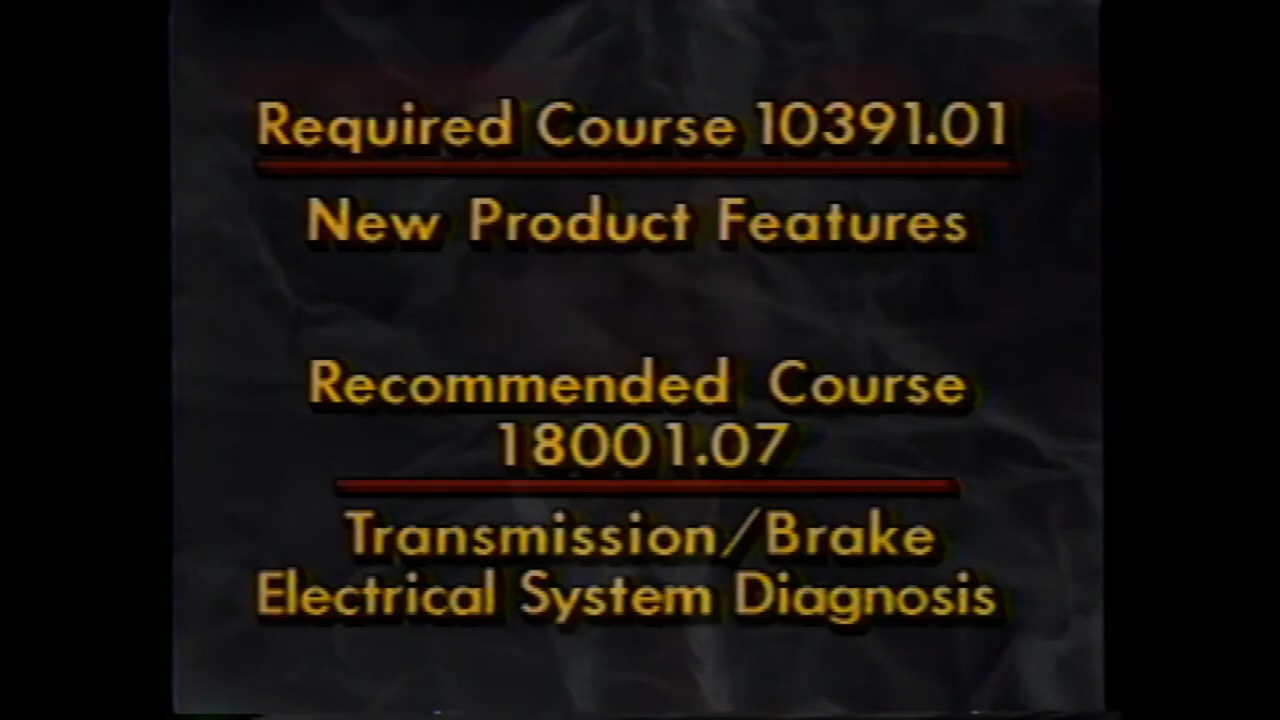 Required Course 10391.01
New Product Features
Recommended Course
18001.07
Transmission/Brake
Electrical System Diagnosis